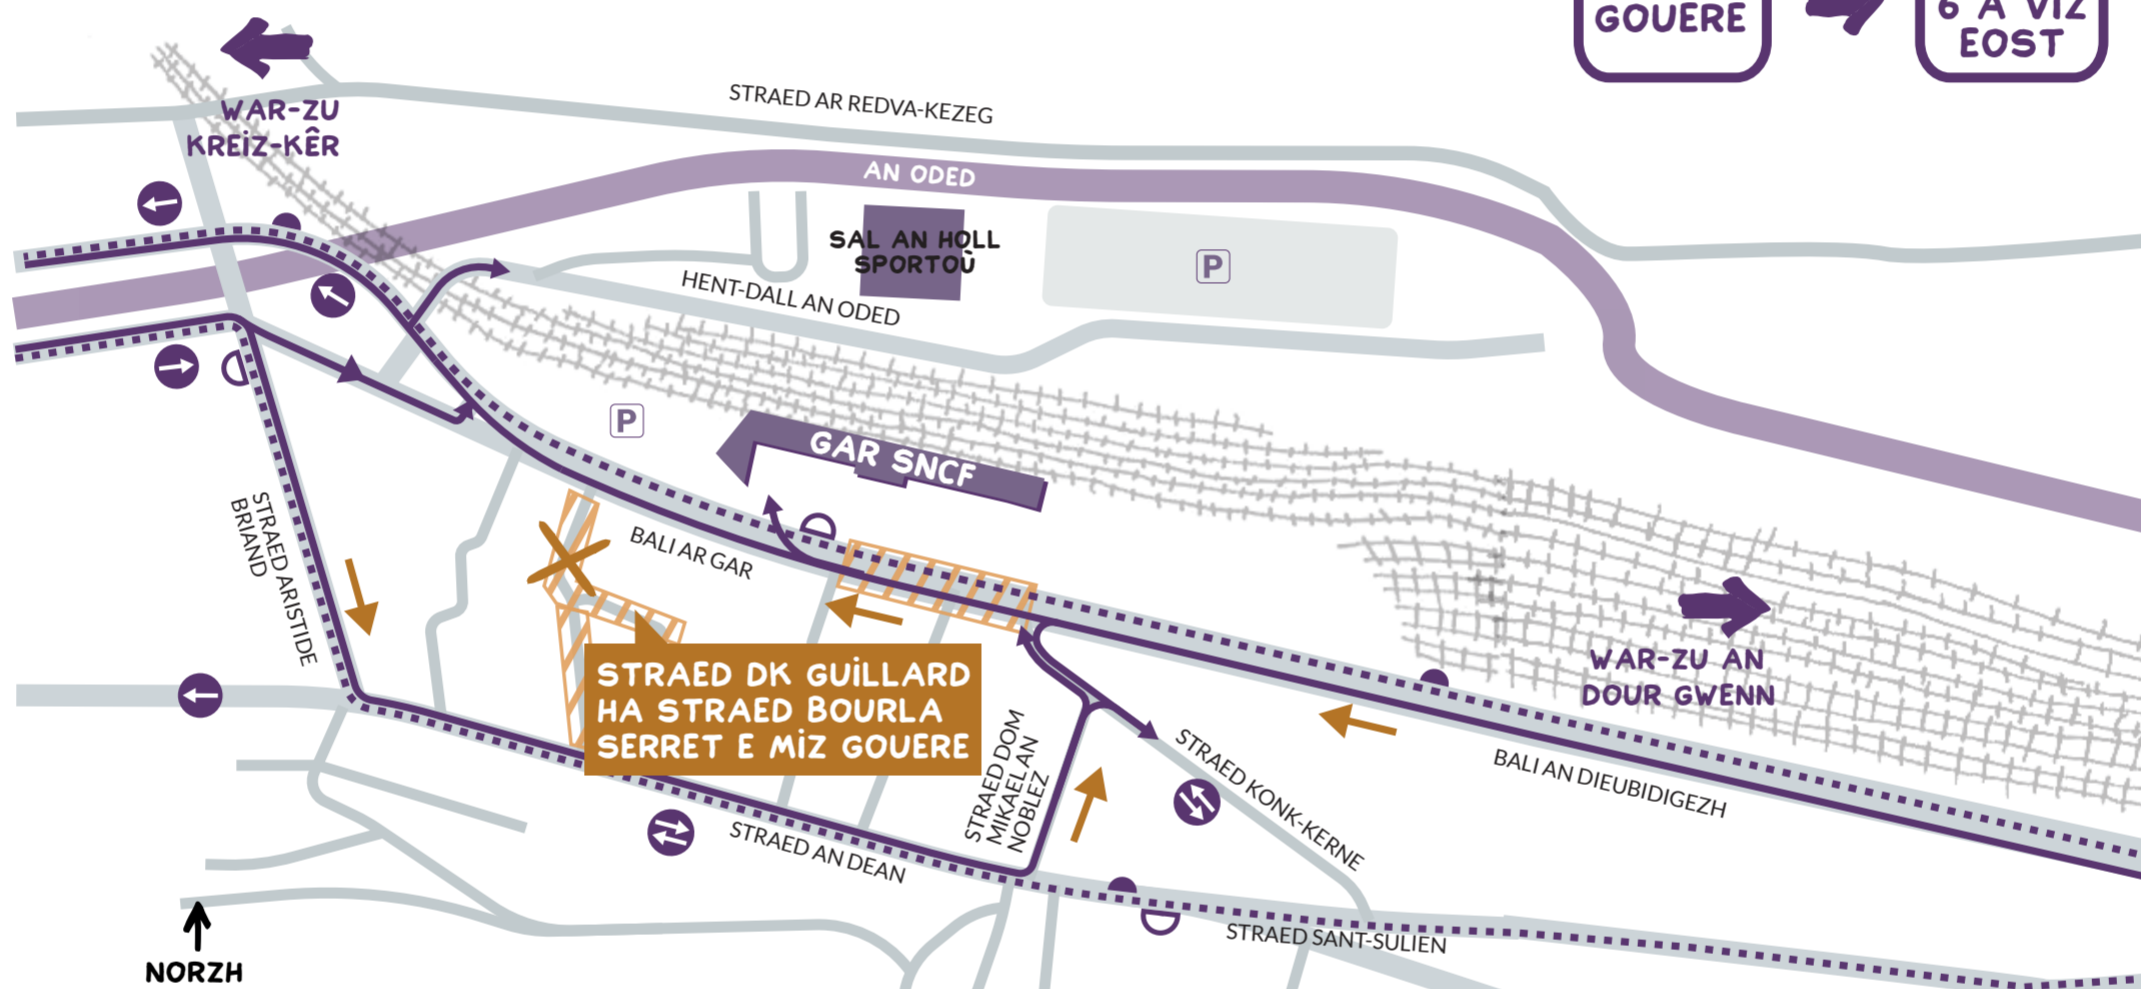 GOUERE
6 A VIZ
EOST
STRAED AR REDVA-KEZEG
WAR-ZU
KREIZ-KÊR
AN ODED
SAL AN HOLL
SPORTOÙ
P
HENT-DALL AN ODED
P
GAR SNCF
STRAED ARISTIDE
BRIAND
BALI AR GAR
WAR-ZU AN
DOUR GWENN
STRAED DK GUILLARD
HA STRAED BOURLA
SERRET E MIZ GOUERE
STRAED DOM
MIKAEL AN
NOBLEZ
STRAED KONK-KERNE
BALI AN DIEUBIDIGEZH
STRAED AN DEAN
STRAED SANT-SULIEN
NORZH